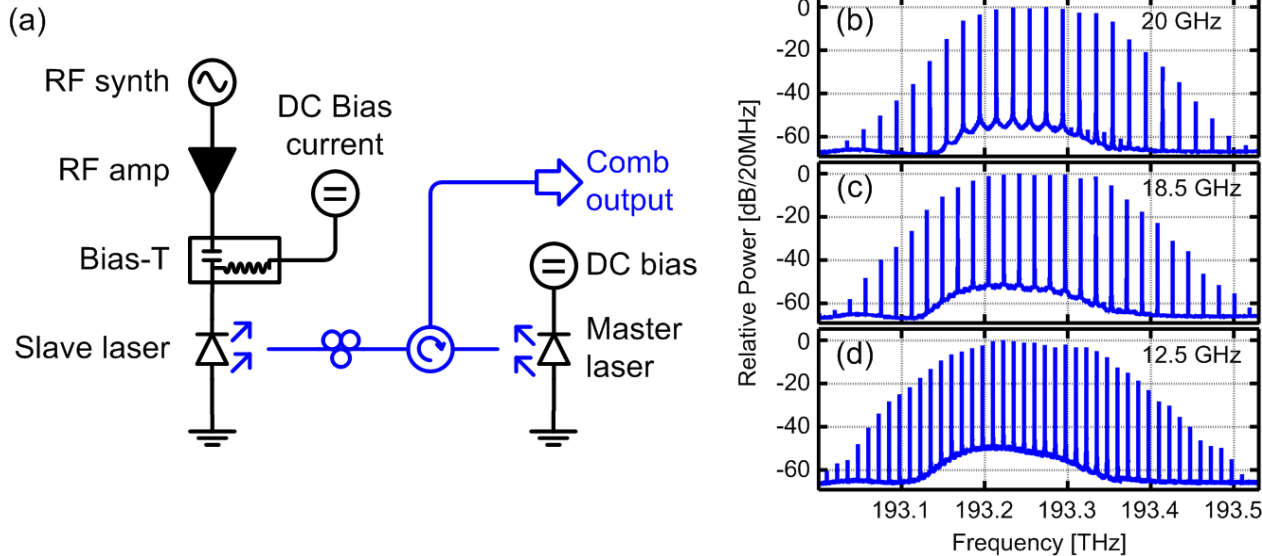 (a)
RF synth
DC Bias
current
RF amp
Comb
output
Bias-T
DC bias
Slave laser
Master
laser
Relative Power [dB/20MHz]
(b)
20 GHz
0
-20
-40
-60
(c)
18.5 GHz
0
-20
-40
-60
(d)
12.5 GHz
0
-20
-40
-60
193.1 193.2 193.3 193.4 193.5
Frequency [THz]